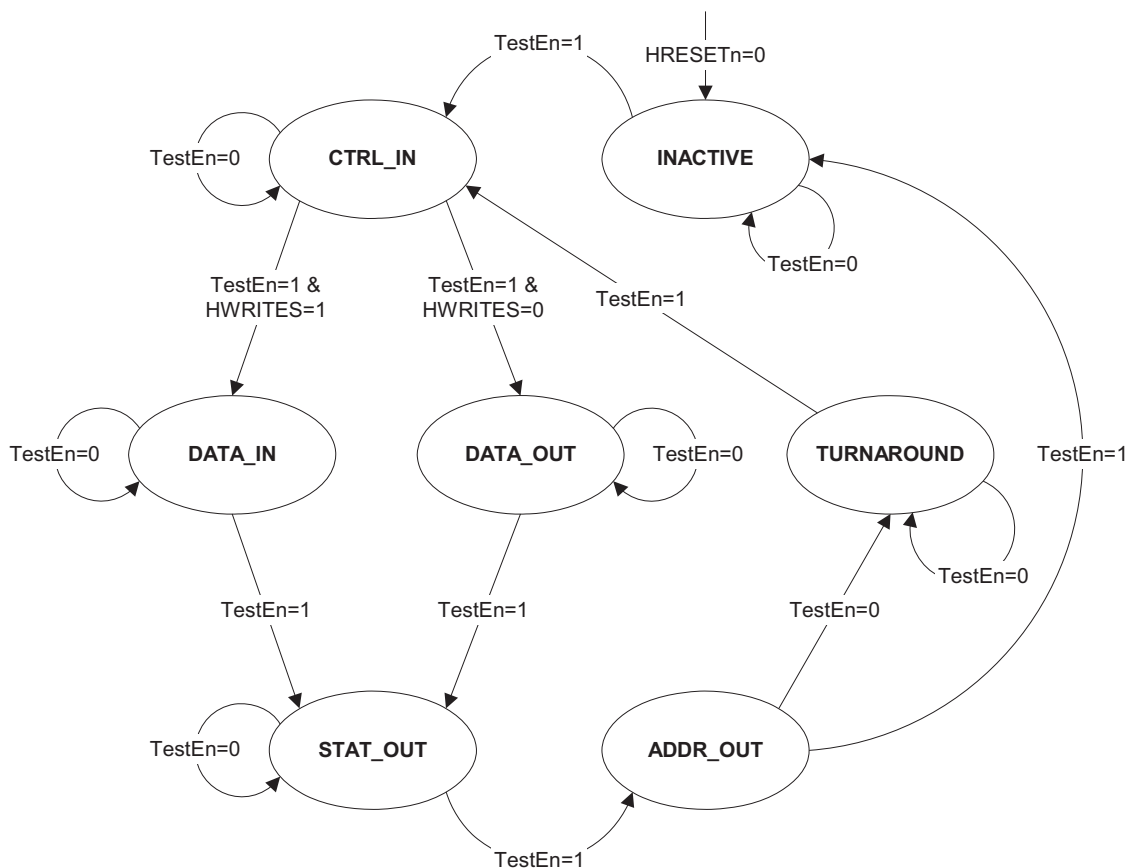 TestEn=1
HRESETn=0
TestEn=0
CTRL_IN
INACTIVE
TestEn=0
TestEn=1 &
HWRITES=1
TestEn=1 &
HWRITES=0
TestEn=1
TestEn=0
DATA_IN
DATA_OUT
TestEn=0
TURNAROUND
TestEn=1
TestEn=0
TestEn=1
TestEn=1
TestEn=0
TestEn=0
STAT_OUT
ADDR_OUT
TestEn=1